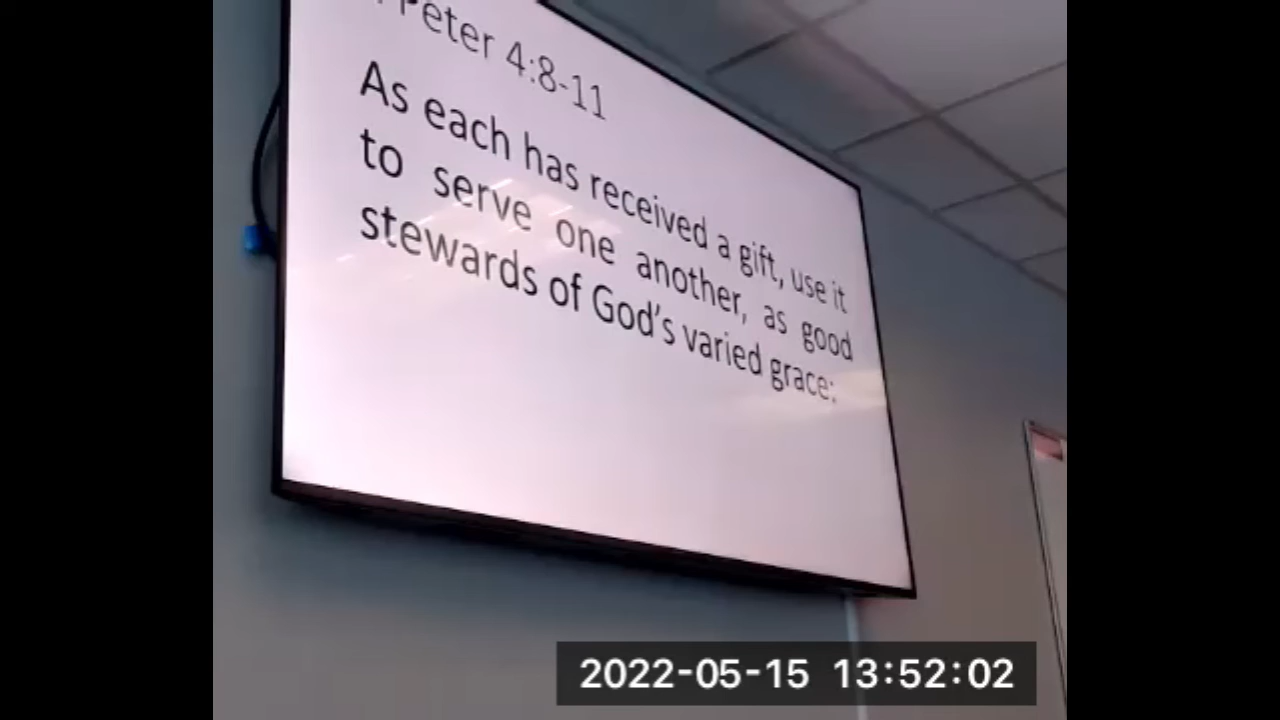 Peter 4:8-11
As each has received a gift, use it
to serve one another, as good
stewards of God's varied grace:
2022-05-15 13:52:02